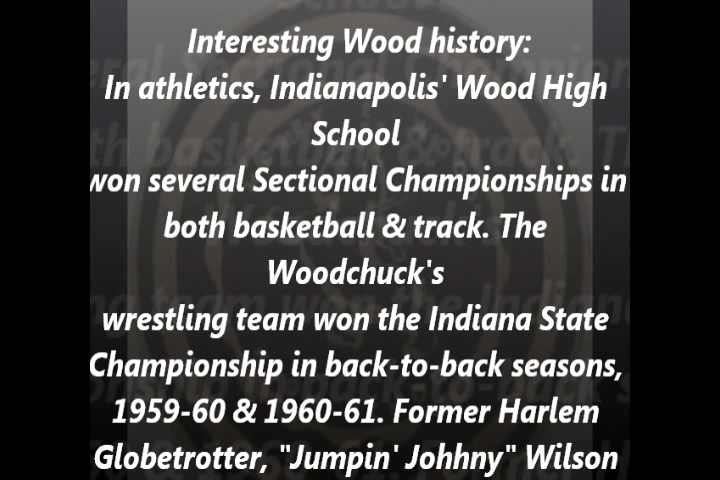 Interesting Wood history:
In athletics, Indianapolis' Wood High
School
won several Sectional Championships in
both basketball & track. The
Woodchuck's
wrestling team won the Indiana State
Championship in back-to-back seasons,
1959-60 & 1960-61. Former Harlem
Globetrotter, "Jumpin' Johhny" Wilson